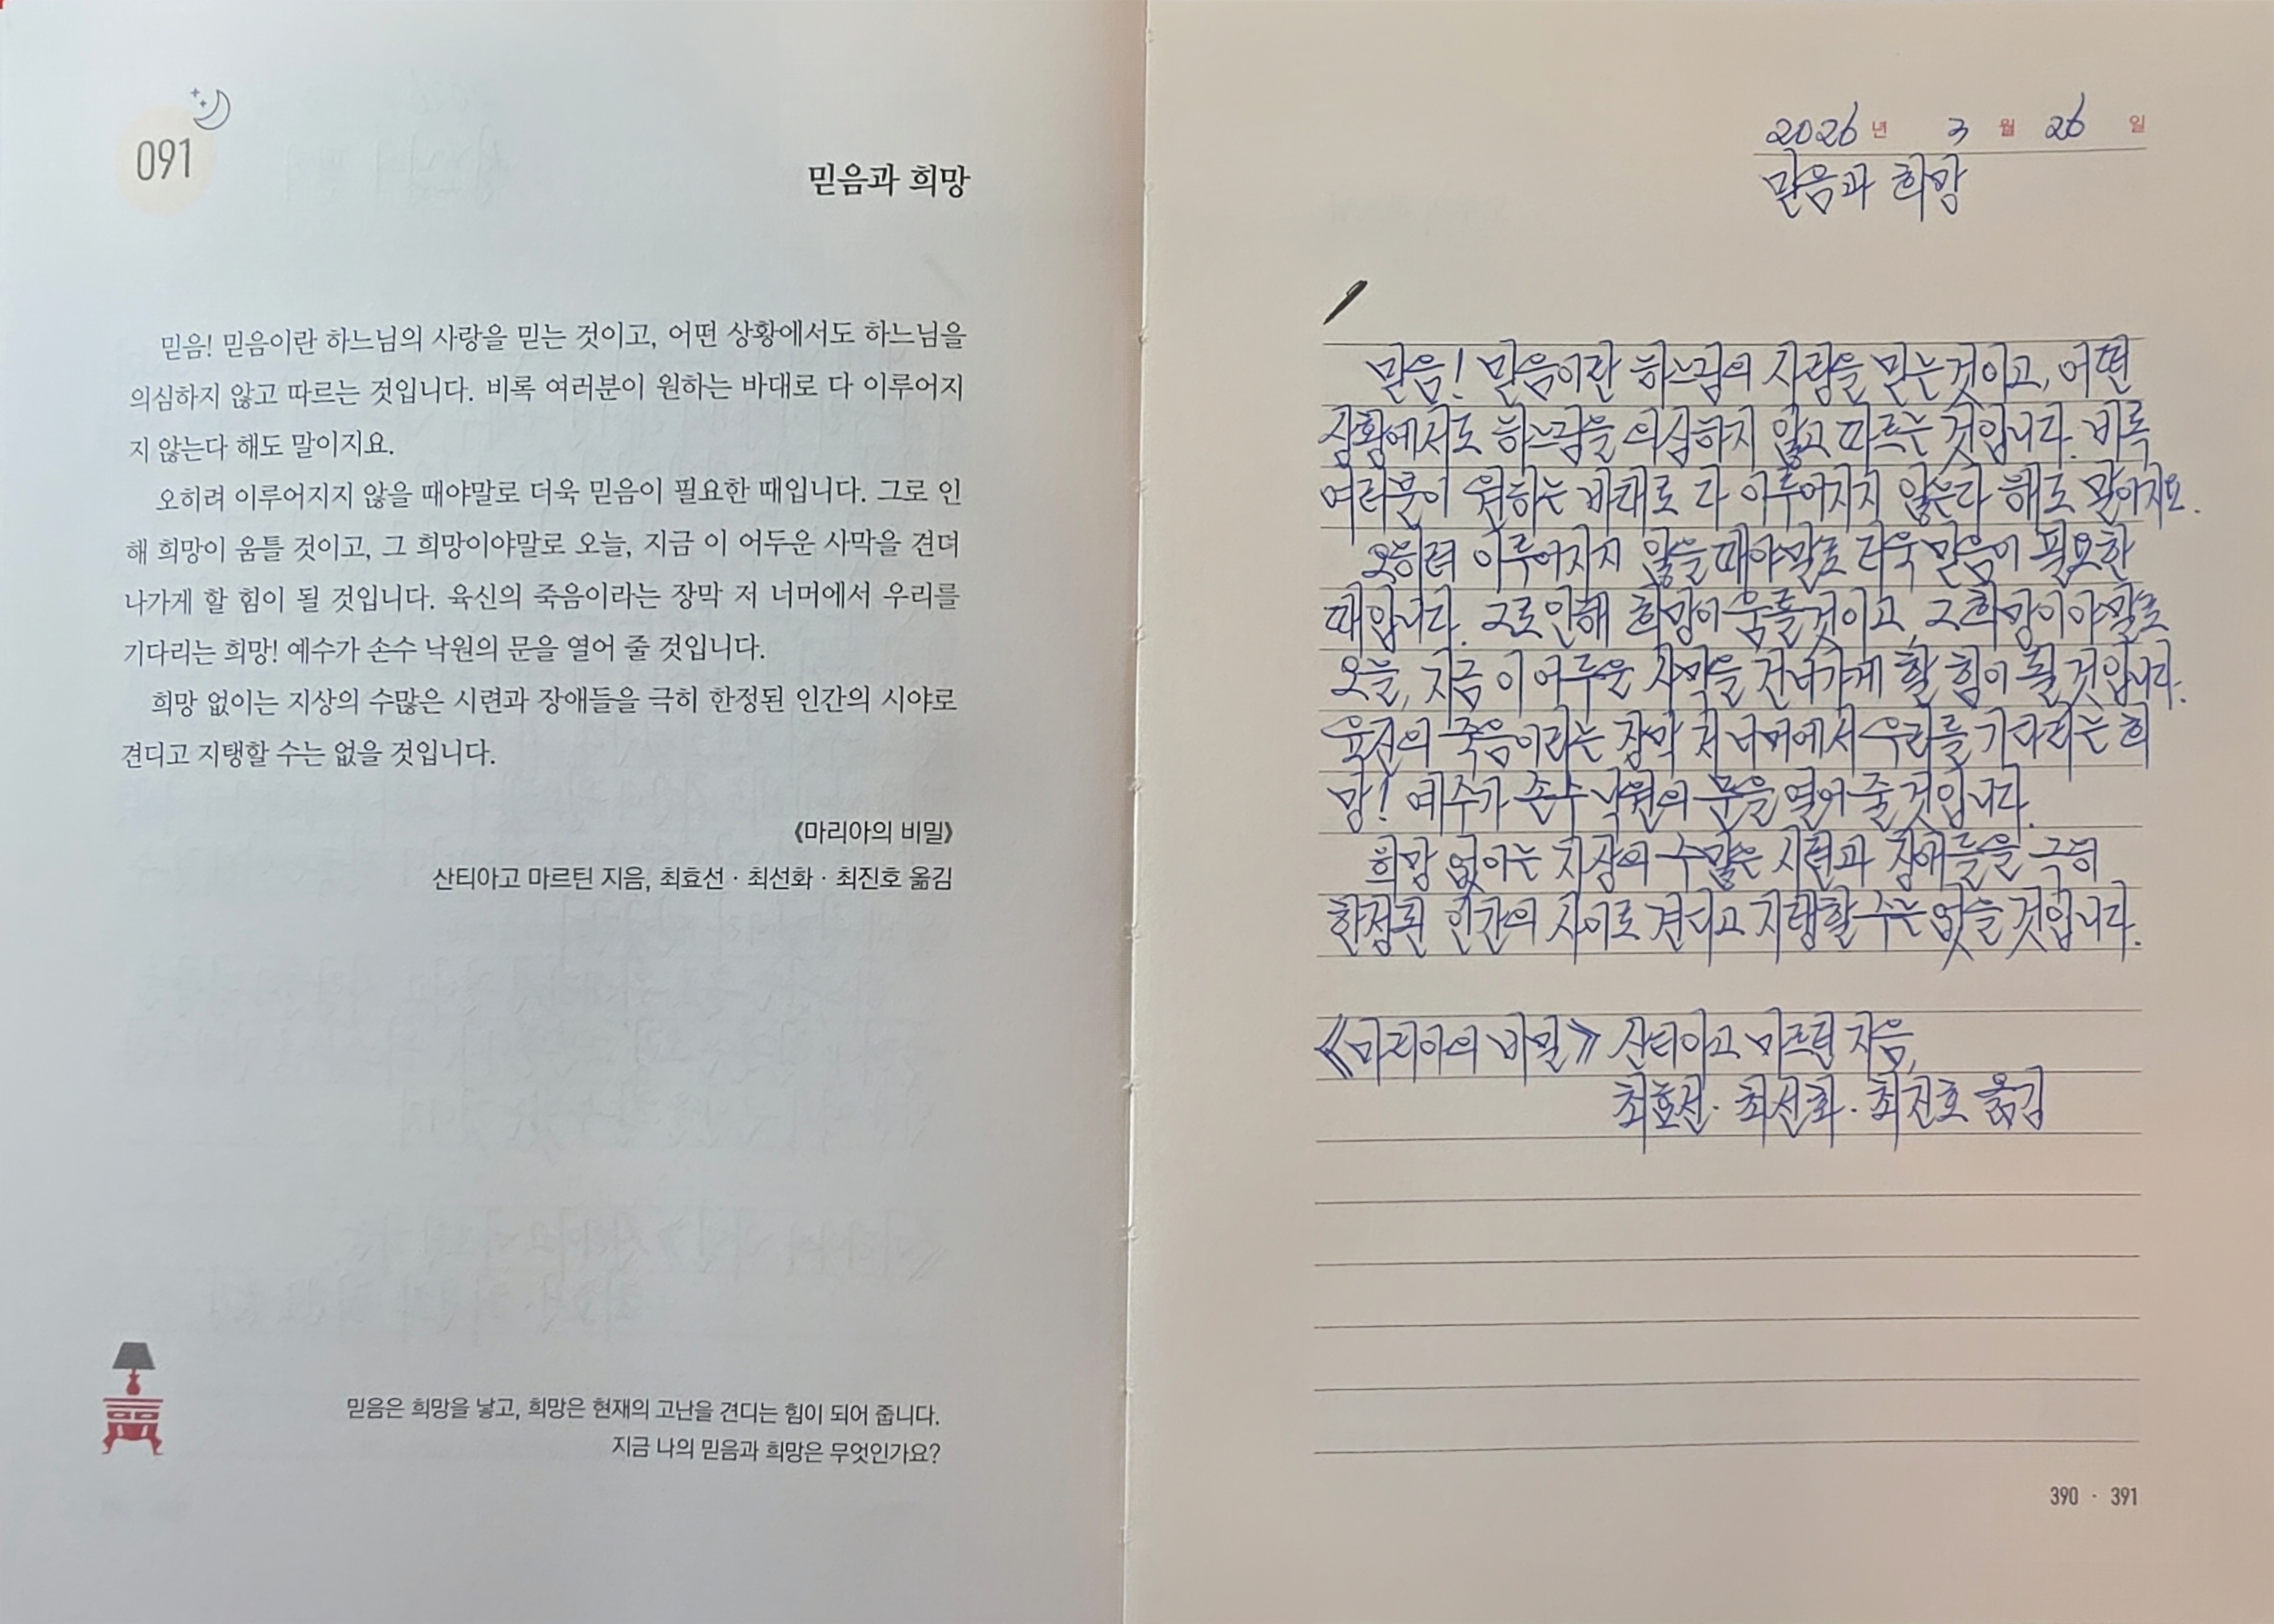 091
믿음과 희망
믿음! 믿음이란 하느님의 사랑을 믿는 것이고, 어떤 상황에서도 하느님을
의심하지 않고 따르는 것입니다. 비록 여러분이 원하는 바대로 다 이루어지
지 않는다 해도 말이지요.
오히려 이루어지지 않을 때야말로 더욱 믿음이 필요한 때입니다. 그로 인
해 희망이 움틀 것이고, 그 희망이야말로 오늘, 지금 이 어두운 사막을 견뎌
나가게 할 힘이 될 것입니다. 육신의 죽음이라는 장막 저 너머에서 우리를
기다리는 희망! 예수가 손수 낙원의 문을 열어 줄 것입니다.
희망 없이는 지상의 수많은 시련과 장애들을 극히 한정된 인간의 시야로
견디고 지탱할 수는 없을 것입니다.
《마리아의 비밀》
산티아고 마르틴 지음, 최효선 · 최선화 · 최진호 옮김
믿음은 희망을 낳고, 희망은 현재의 고난을 견디는 힘이 되어 줍니다.
지금 나의 믿음과 희망은 무엇인가요?
2026년 3월 26일
믿음과 희망
믿음! 믿음이란 하느님의 사랑을 믿는 것이고, 어떤
상황에서도 하느님을 의심하지 않고 따르는 것입니다. 비록
여러분이 원하는 바대로 다 이루어지지 않는다 해도 말이지요.
오히려 이루어지지 않을 때야말로 더욱 믿음이 필요한
때입니다. 그로 인해 희망이 움틀 것이고, 그 희망이야말로
오늘, 지금 이 어두운 사막을 견뎌나가게 할 힘이 될 것입니다.
육신의 죽음이라는 장막 저 너머에서 우리를 기다리는 희
망! 예수가 손수 낙원의 문을 열어 줄 것입니다.
희망 없이는 지상의 수많은 시련과 장애들을 극히
한정된 인간의 시야로 견디고 지탱할 수는 없을 것입니다.
《마리아의 비밀》 산티아고 마르틴 지음,
최효선 · 최선화 · 최진호 옮김
390 · 391